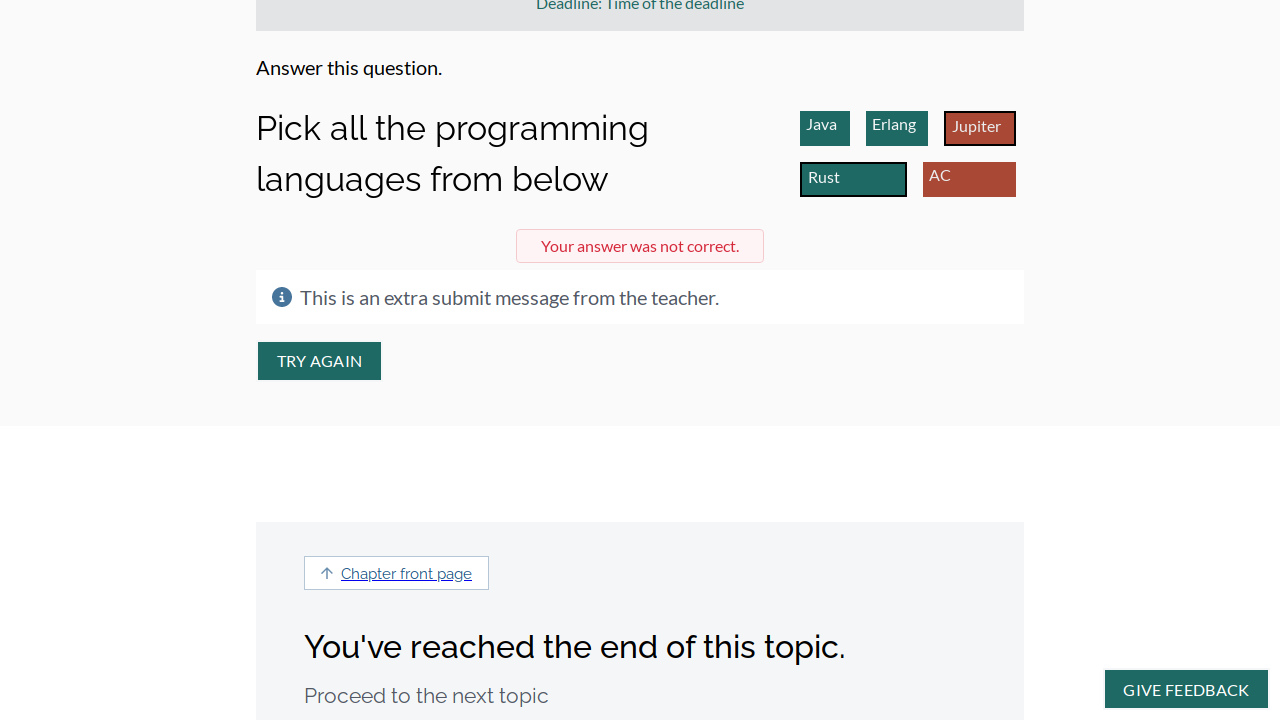 Deadline: Time of the deadline
Answer this question.
Pick all the programming
languages from below
Java
Erlang
Jupiter
Rust
AC
Your answer was not correct.
This is an extra submit message from the teacher.
TRY AGAIN
Chapter front page
You've reached the end of this topic.
Proceed to the next topic
GIVE FEEDBACK